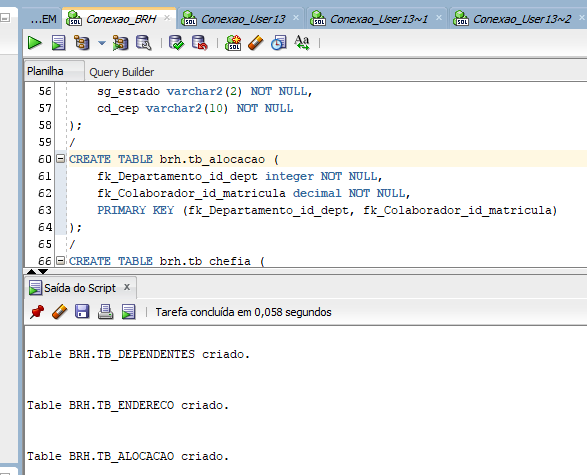 ...EM Conexao_BRH x Conexao_User13 x Conexao_User13~1 x Conexao_User13~2 x
Planilha Query Builder
56 sg_estado varchar2(2) NOT NULL,
57 cd_cep varchar2(10) NOT NULL
58 );
59 /
60 CREATE TABLE brh.tb_alocacao (
61 fk_Departamento_id_dept integer NOT NULL,
62 fk_Colaborador_id_matricula decimal NOT NULL,
63 PRIMARY KEY (fk_Departamento_id_dept, fk_Colaborador_id_matricula)
64 );
65 /
66 CREATE TABLE brh.tb_chefia (
Saída do Script x
Tarefa concluída em 0,058 segundos
Table BRH.TB_DEPENDENTES criado.
Table BRH.TB_ENDERECO criado.
Table BRH.TB_ALOCACAO criado.